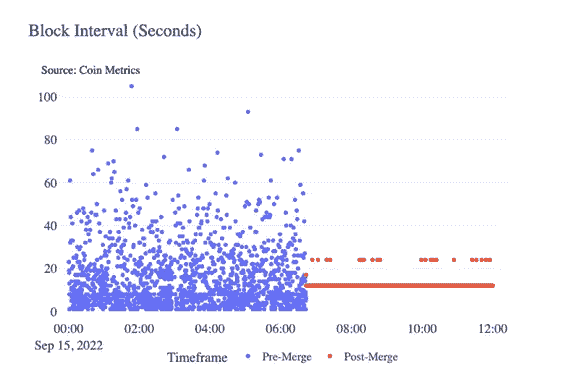 Block Interval (Seconds)
Source: Coin Metrics
100
80
60
40
20
0
00:00 02:00 04:00 06:00 08:00 10:00 12:00
Sep 15, 2022
Timeframe Pre-Merge Post-Merge